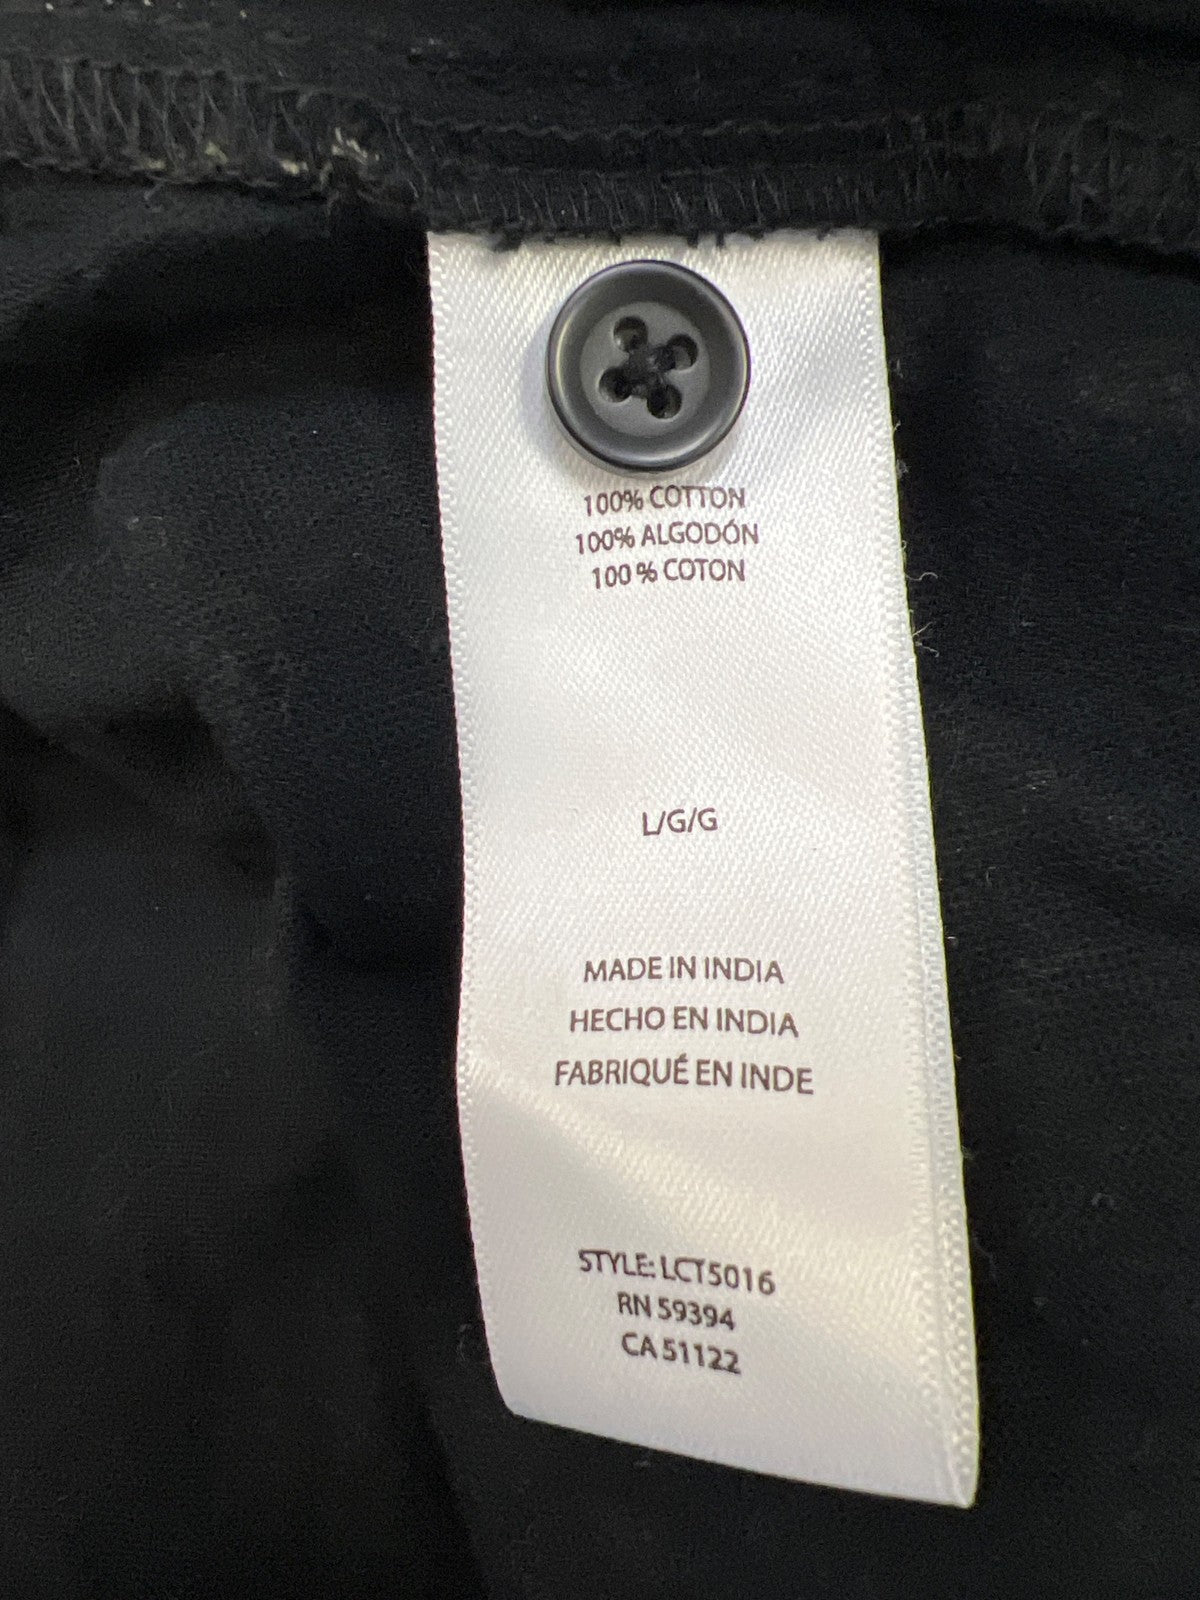 100% COTTON
100% ALGODÓN
100 % COTON
L/G/G
MADE IN INDIA
HECHO EN INDIA
FABRIQUÉ EN INDE
STYLE: LCT5016
RN 59394
CA 51122